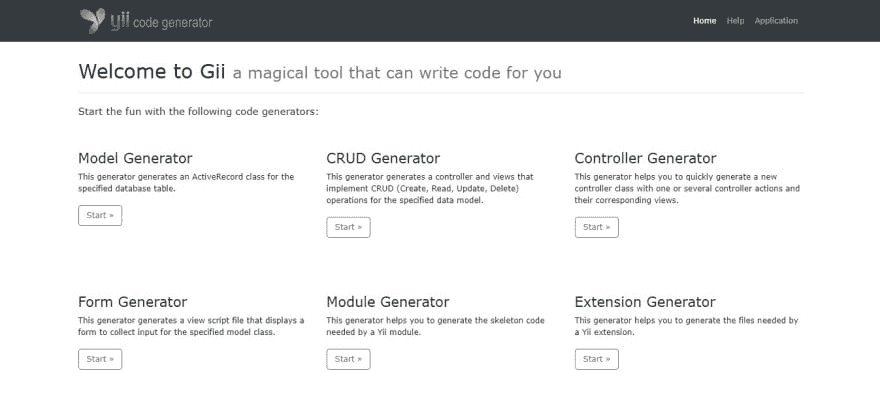 yii code generator
Home Help Application
Welcome to Gii a magical tool that can write code for you
Start the fun with the following code generators:
Model Generator
This generator generates an ActiveRecord class for the
specified database table.
Start »
CRUD Generator
This generator generates a controller and views that
implement CRUD (Create, Read, Update, Delete)
operations for the specified data model.
Start »
Controller Generator
This generator helps you to quickly generate a new
controller class with one or several controller actions and
their corresponding views.
Start »
Form Generator
This generator generates a view script file that displays a
form to collect input for the specified model class.
Start »
Module Generator
This generator helps you to generate the skeleton code
needed by a Yii module.
Start »
Extension Generator
This generator helps you to generate the files needed by
a Yii extension.
Start »